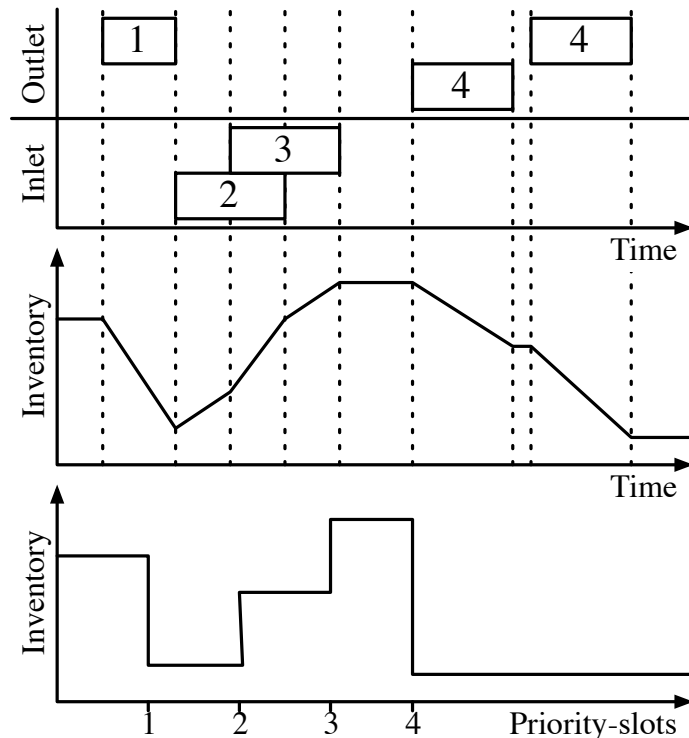 Outlet
1
4
4
Inlet
3
2
Time
Inventory
Time
Inventory
1 2 3 4 Priority-slots